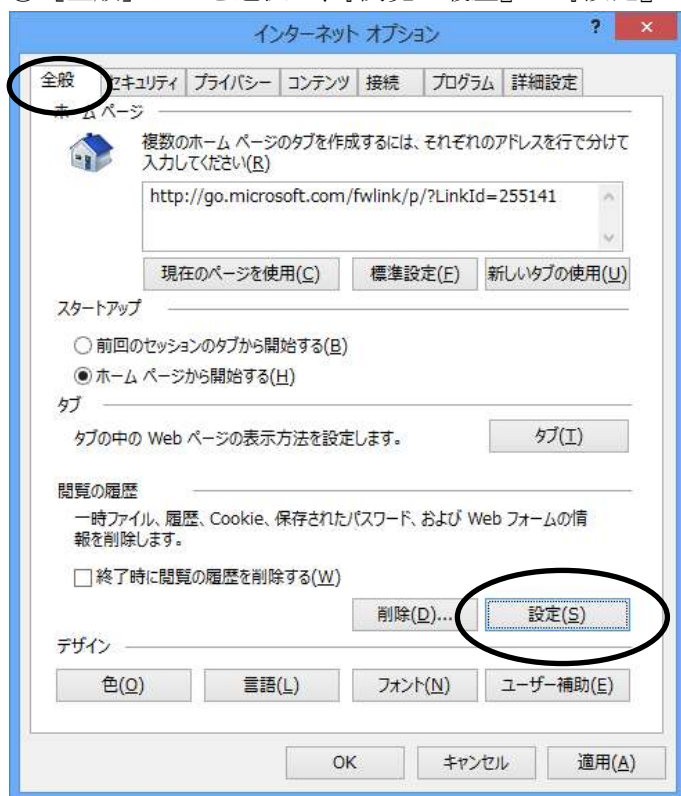 インターネット オプション ?
全般 セキュリティ プライバシー コンテンツ 接続 プログラム 詳細設定
ホーム ページ
複数のホーム ページのタブを作成するには、それぞれのアドレスを行で分けて
入力してください(R)
http://go.microsoft.com/fwlink/p/?LinkId=255141
現在のページを使用(C) 標準設定(F) 新しいタブの使用(U)
スタートアップ
前回のセッションのタブから開始する(B)
ホーム ページから開始する(H)
タブ
タブの中の Web ページの表示方法を設定します。 タブ(T)
閲覧の履歴
一時ファイル、履歴、Cookie、保存されたパスワード、および Web フォームの情
報を削除します。
終了時に閲覧の履歴を削除する(W)
削除(D)... 設定(S)
デザイン
色(O) 言語(L) フォント(N) ユーザー補助(E)
OK キャンセル 適用(A)